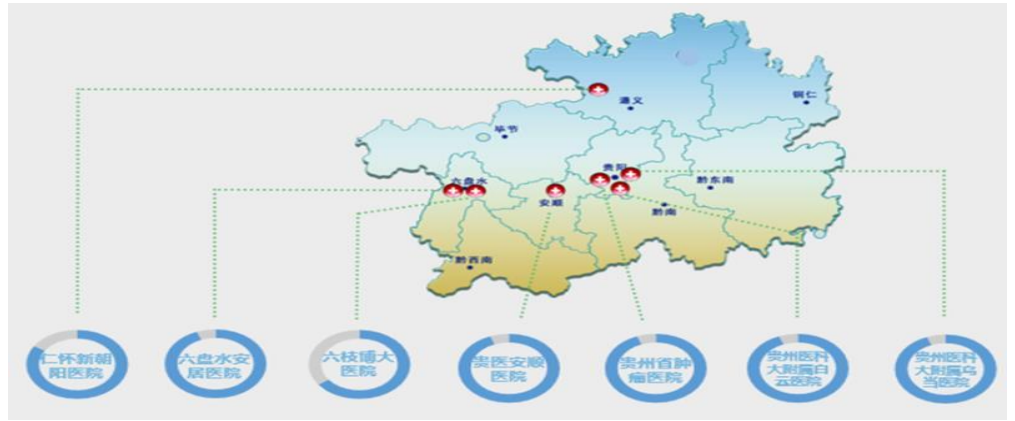 遵义
铜仁
毕节
贵阳
六盘水
黔东南
安顺
黔南
黔西南
仁怀新朝
阳医院
六盘水安
居医院
六枝博大
医院
贵医安顺
医院
贵州省肿
瘤医院
贵州医科
大附属白
云医院
贵州医科
大附属乌
当医院